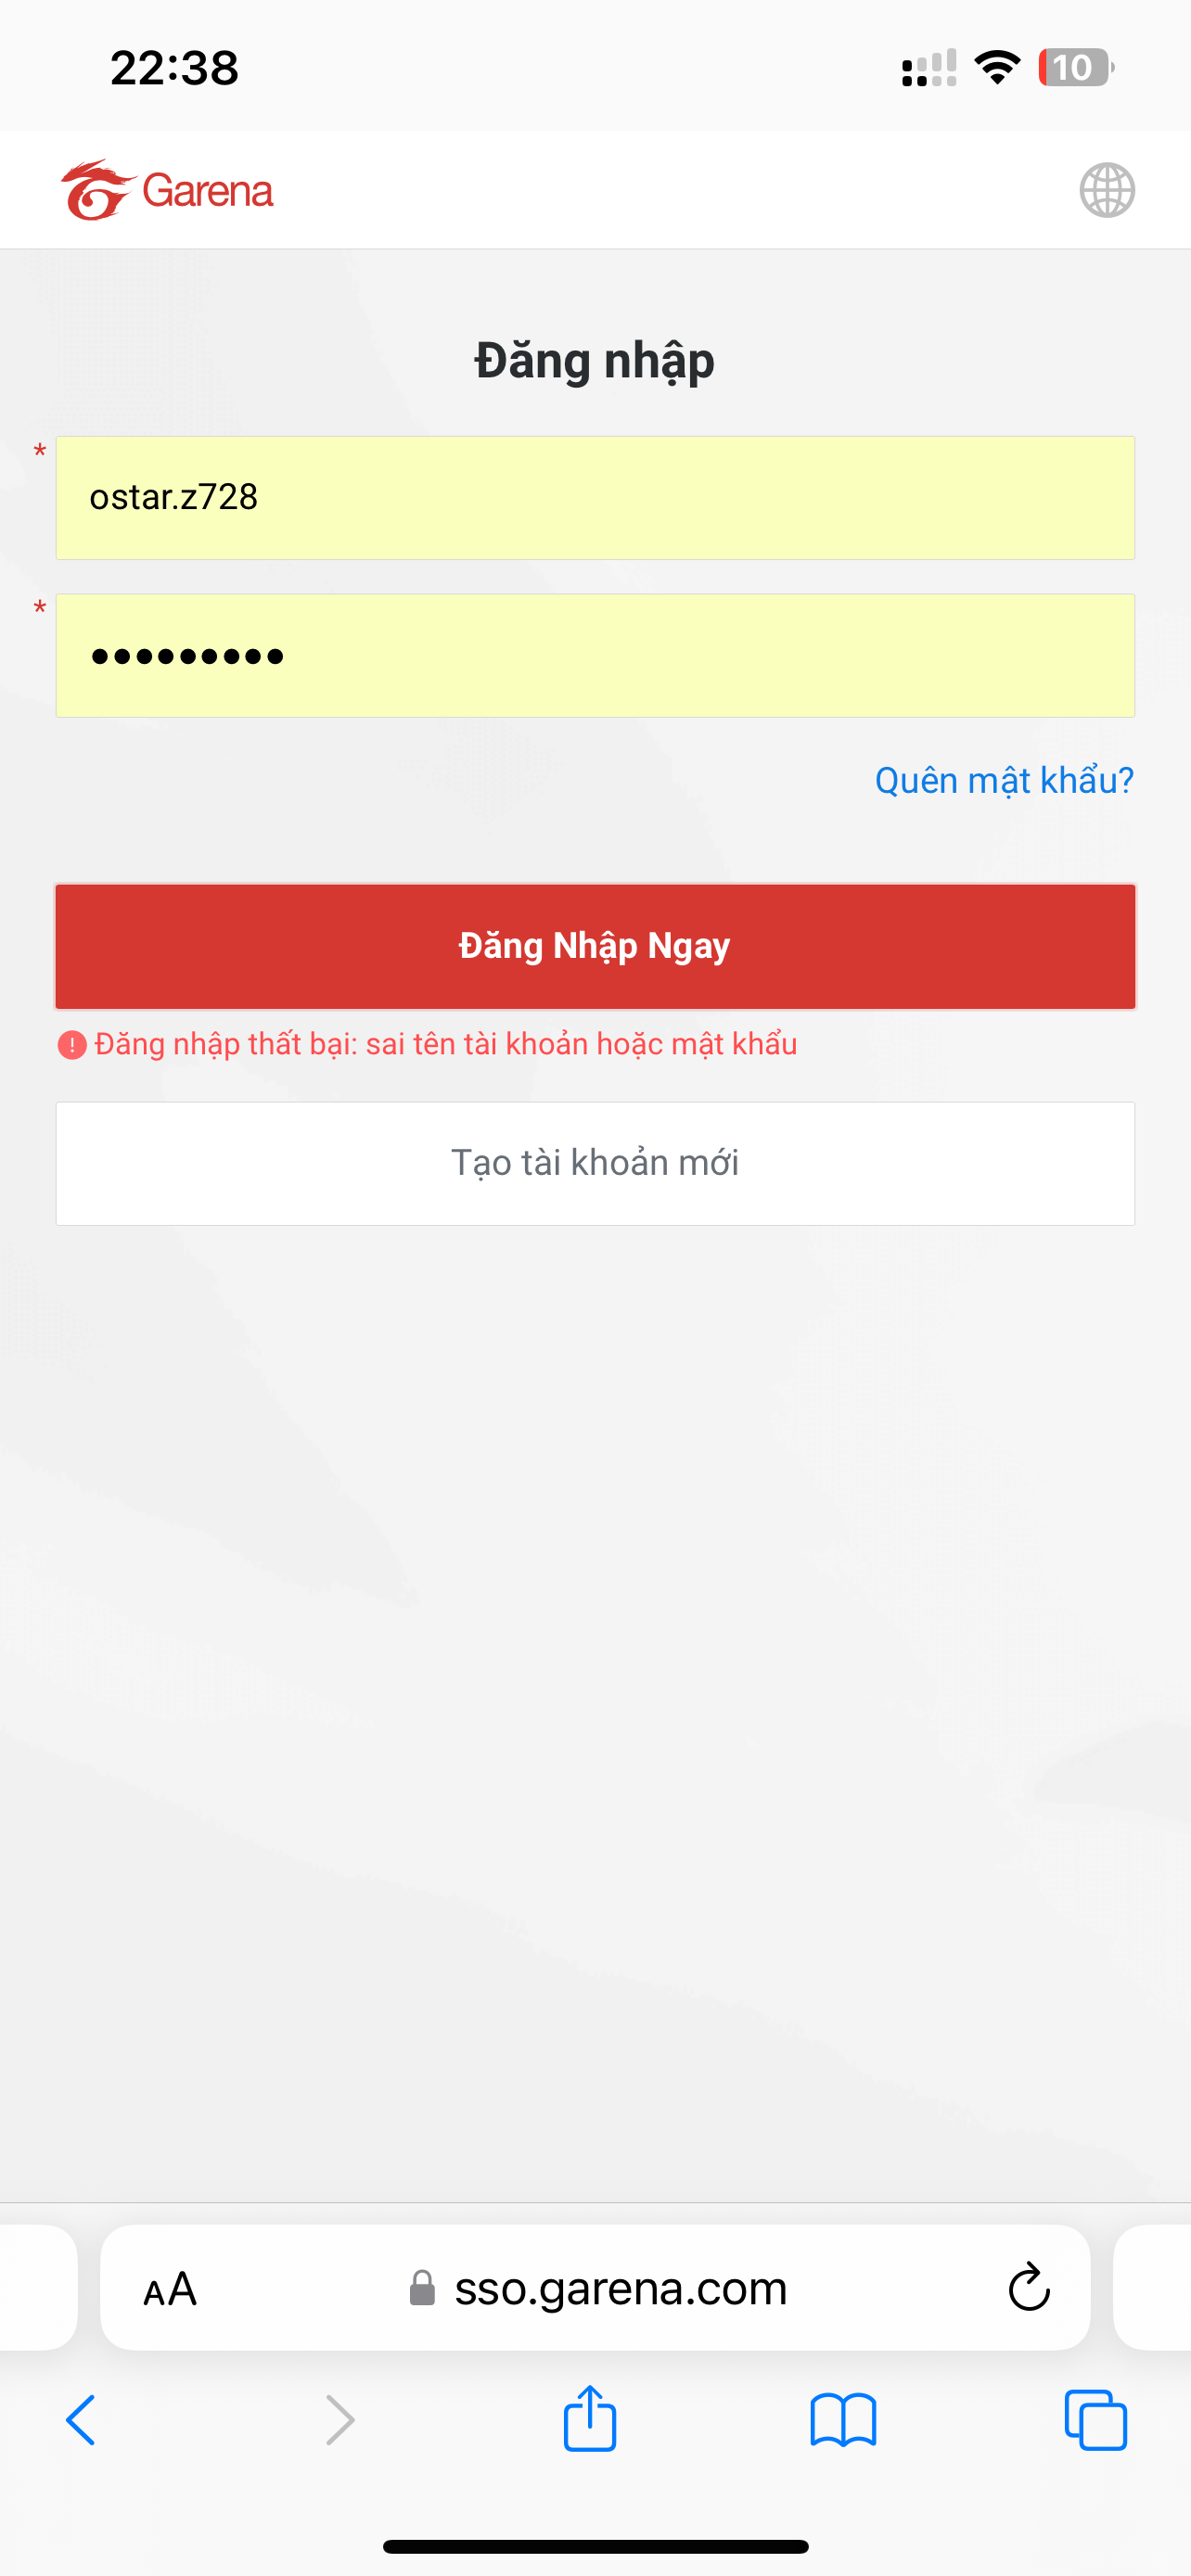 22:38
10
Garena
Đăng nhập
*
ostar.z728
*
•••••••••
Quên mật khẩu?
Đăng Nhập Ngay
! Đăng nhập thất bại: sai tên tài khoản hoặc mật khẩu
Tạo tài khoản mới
AA
sso.garena.com